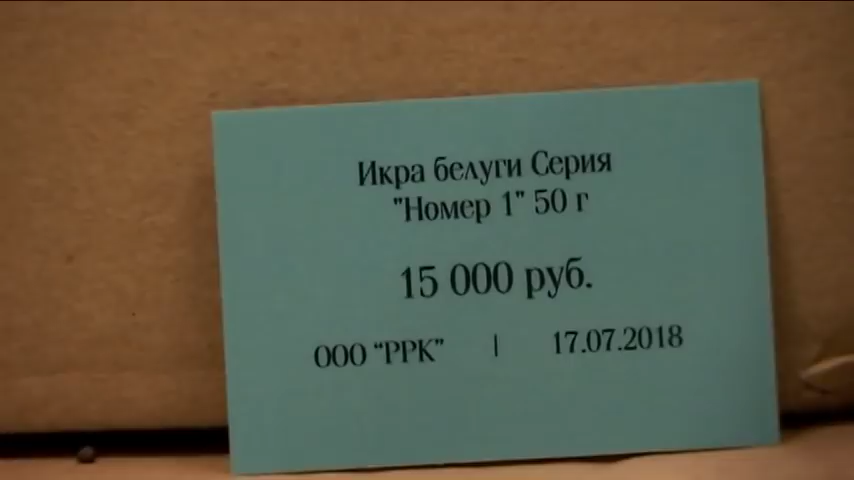 Икра белуги Серия
"Номер 1" 50 г
15 000 руб.
ООО “РРК” | 17.07.2018